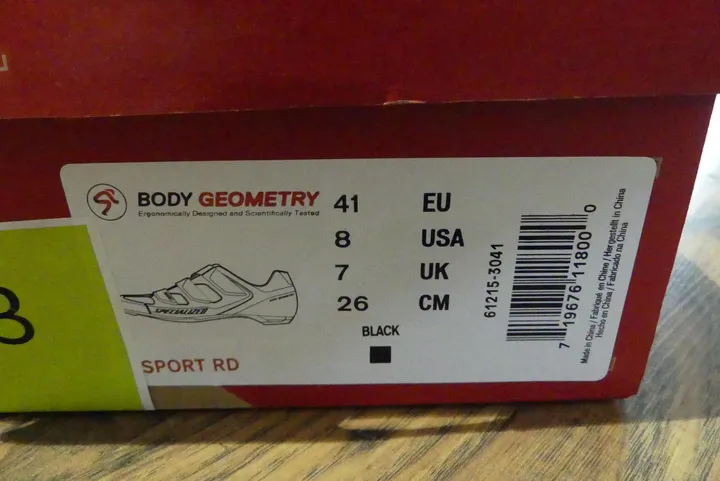 BODY GEOMETRY
Ergonomically Designed and Scientifically Tested
41 EU
8 USA
7 UK
26 CM
BLACK
SPECIALIZED
SPORT RD
61215-3041
7 19676 11800 0
Made in China / Fabriqué en Chine / Hergestellt in China
Hecho en China / Fabricado na China